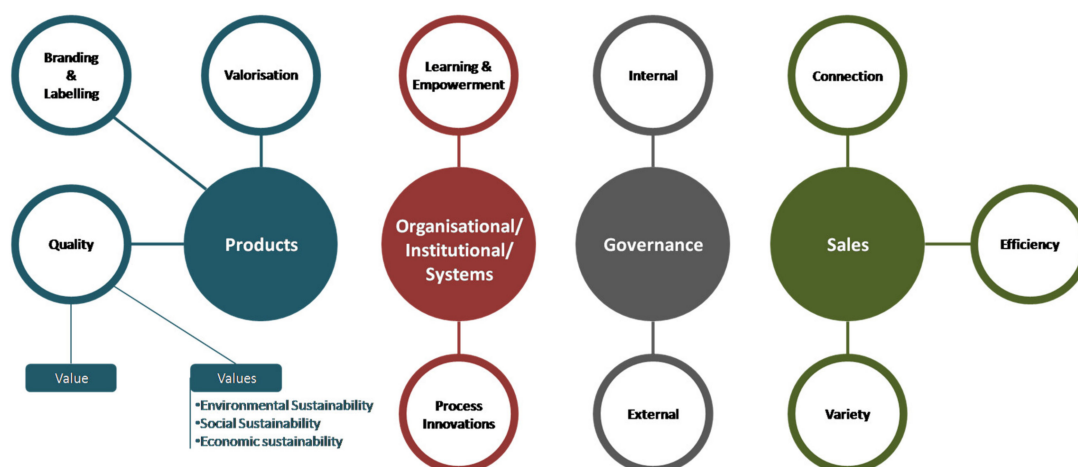 Branding
&
Labelling
Valorisation
Learning &
Empowerment
Internal
Connection
Quality
Products
Organisational/
Institutional/
Systems
Governance
Sales
Efficiency
Value
Values
•Environmental Sustainability
•Social Sustainability
•Economic sustainability
Process
Innovations
External
Variety